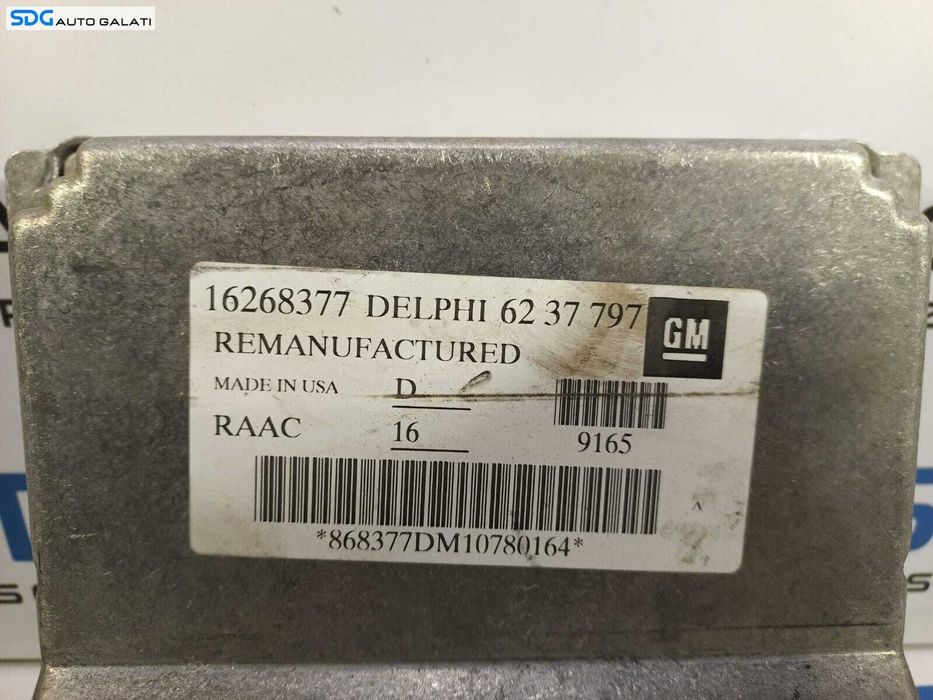 SDG AUTO GALATI
16268377 DELPHI 62 37 797
GM
REMANUFACTURED
MADE IN USA D
RAAC 16
9165
A
*868377DM10780164*